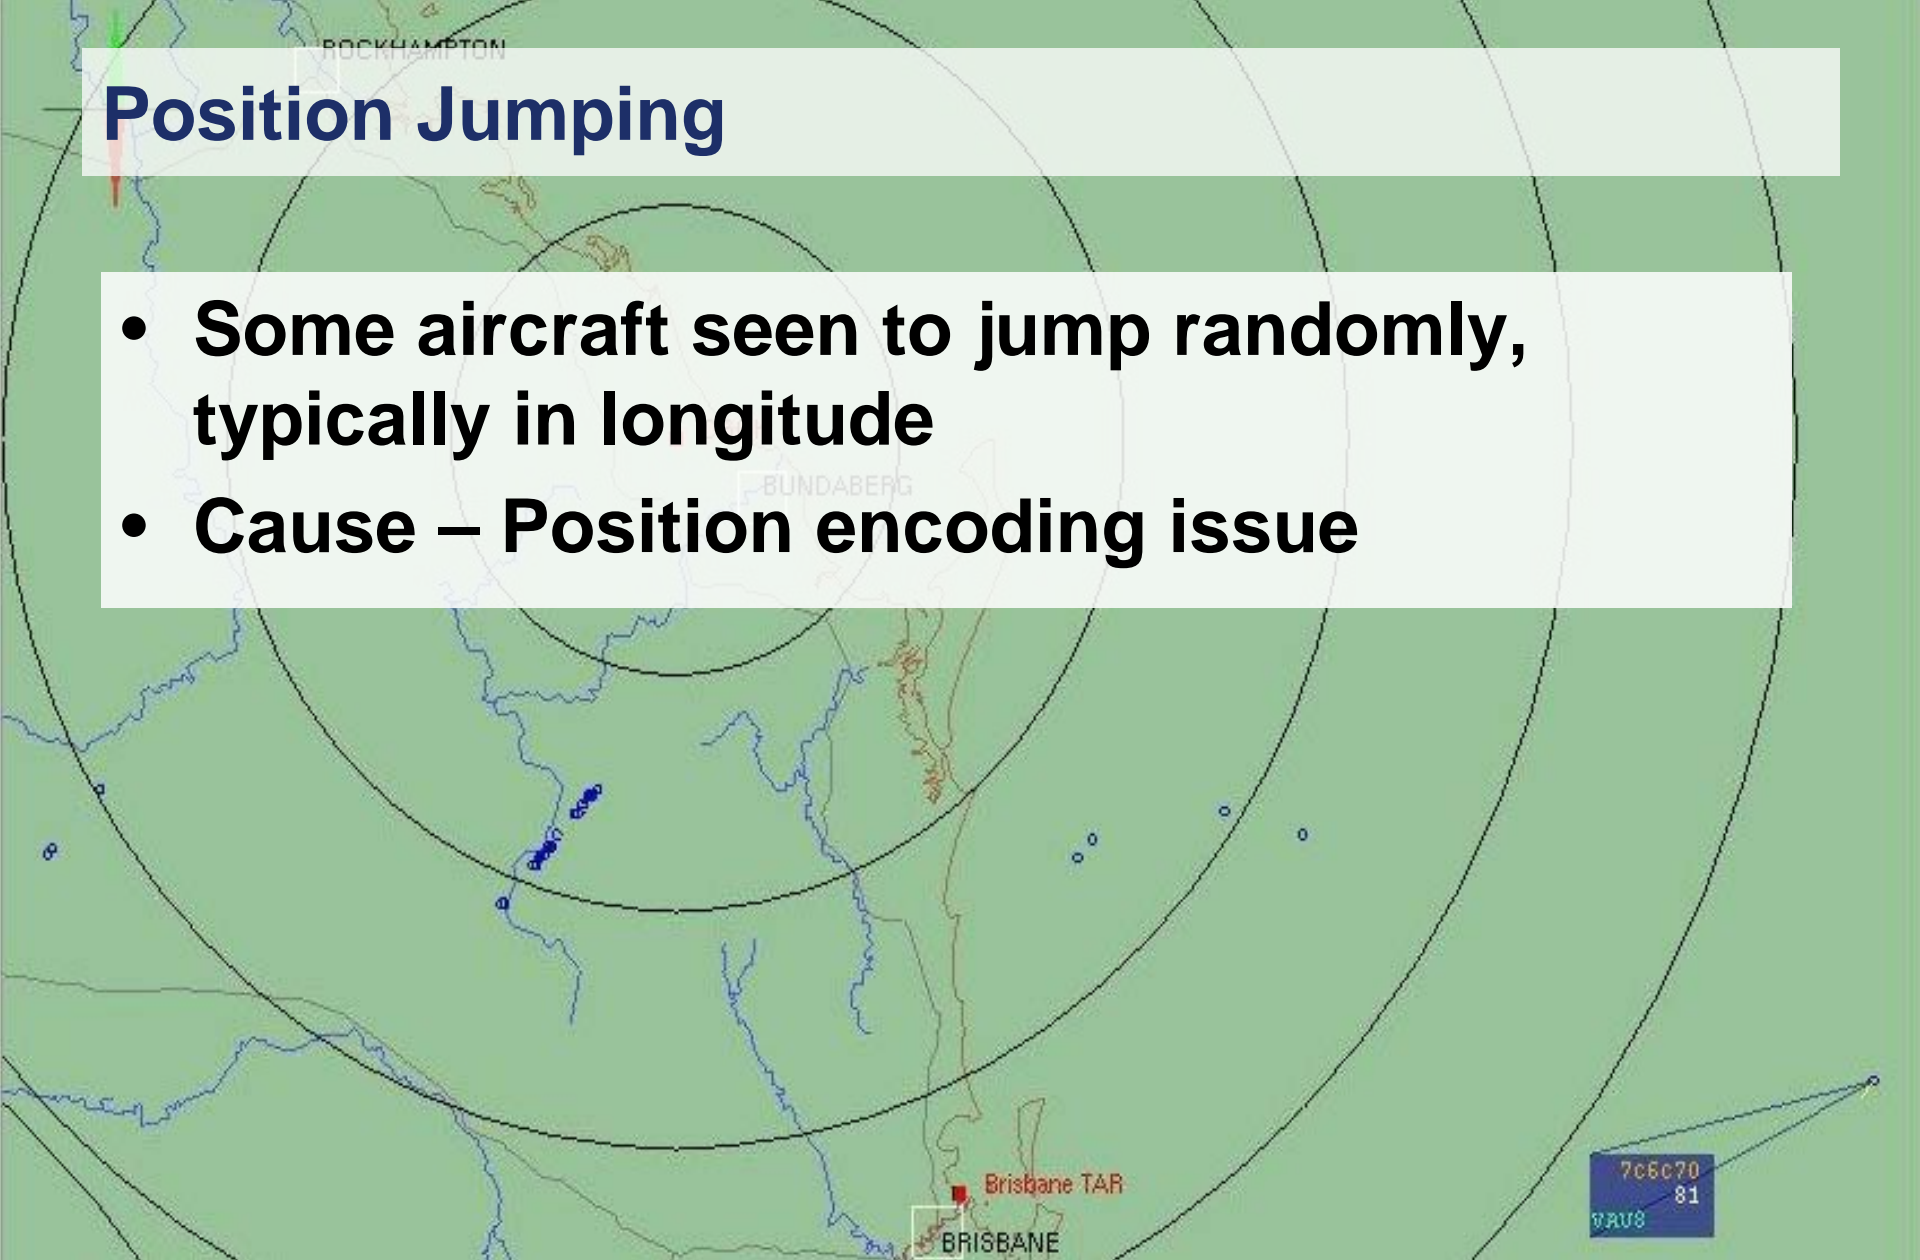 ROCKHAMPTON
Position Jumping
• Some aircraft seen to jump randomly,
typically in longitude
BUNDABERG
• Cause – Position encoding issue
Brisbane TAR
7c6c70
81
VAU8
BRISBANE